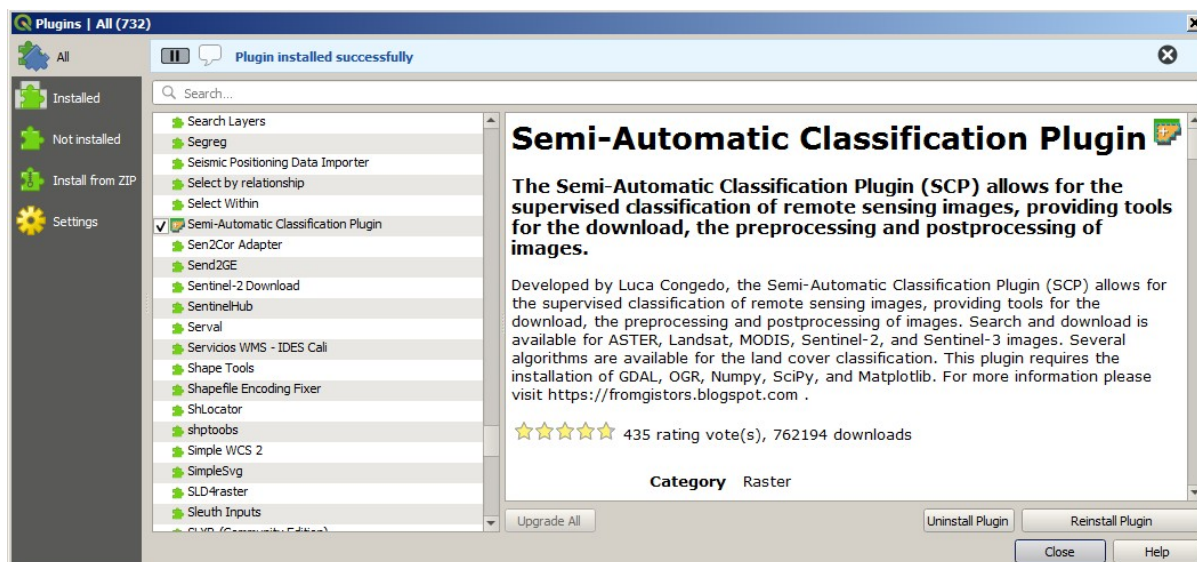 Plugins | All (732)
All
Installed
Not installed
Install from ZIP
Settings
Plugin installed successfully
Search...
Search Layers
Segreg
Seismic Positioning Data Importer
Select by relationship
Select Within
Semi-Automatic Classification Plugin
Sen2Cor Adapter
Send2GE
Sentinel-2 Download
SentinelHub
Serval
Servicios WMS - IDES Cali
Shape Tools
Shapefile Encoding Fixer
ShLocator
shptoobs
Simple WCS 2
SimpleSvg
SLD4raster
Sleuth Inputs
Semi-Automatic Classification Plugin
The Semi-Automatic Classification Plugin (SCP) allows for the
supervised classification of remote sensing images, providing tools
for the download, the preprocessing and postprocessing of
images.
Developed by Luca Congedo, the Semi-Automatic Classification Plugin (SCP) allows for
the supervised classification of remote sensing images, providing tools for the
download, the preprocessing and postprocessing of images. Search and download is
available for ASTER, Landsat, MODIS, Sentinel-2, and Sentinel-3 images. Several
algorithms are available for the land cover classification. This plugin requires the
installation of GDAL, OGR, Numpy, SciPy, and Matplotlib. For more information please
visit https://fromgistors.blogspot.com .
435 rating vote(s), 762194 downloads
Category Raster
Upgrade All
Uninstall Plugin
Reinstall Plugin
Close
Help